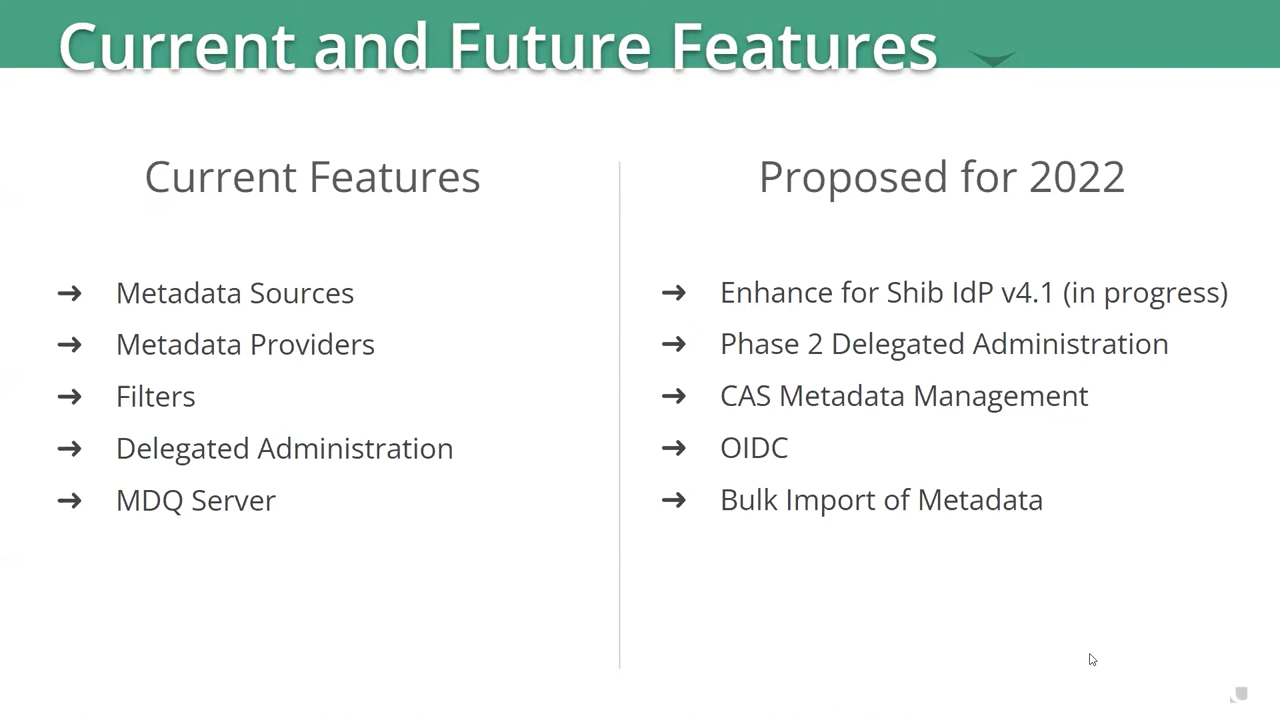 Current and Future Features
Current Features
➔ Metadata Sources
➔ Metadata Providers
➔ Filters
➔ Delegated Administration
➔ MDQ Server
Proposed for 2022
➔ Enhance for Shib IdP v4.1 (in progress)
➔ Phase 2 Delegated Administration
➔ CAS Metadata Management
➔ OIDC
➔ Bulk Import of Metadata